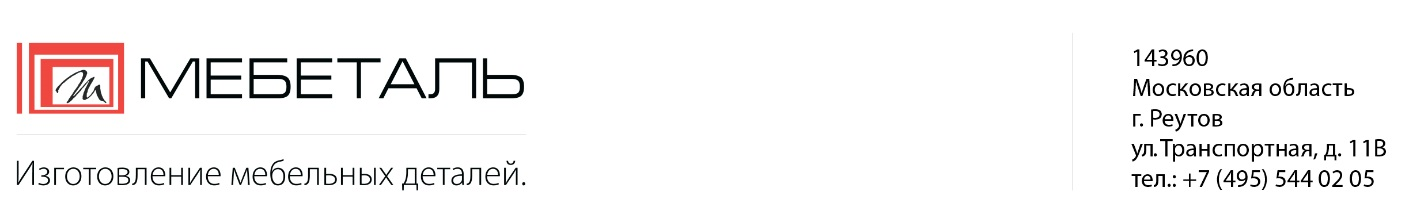 МЕБЕТАЛЬ
Изготовление мебельных деталей.
143960
Московская область
г. Реутов
ул.Транспортная, д. 11В
тел.: +7 (495) 544 02 05